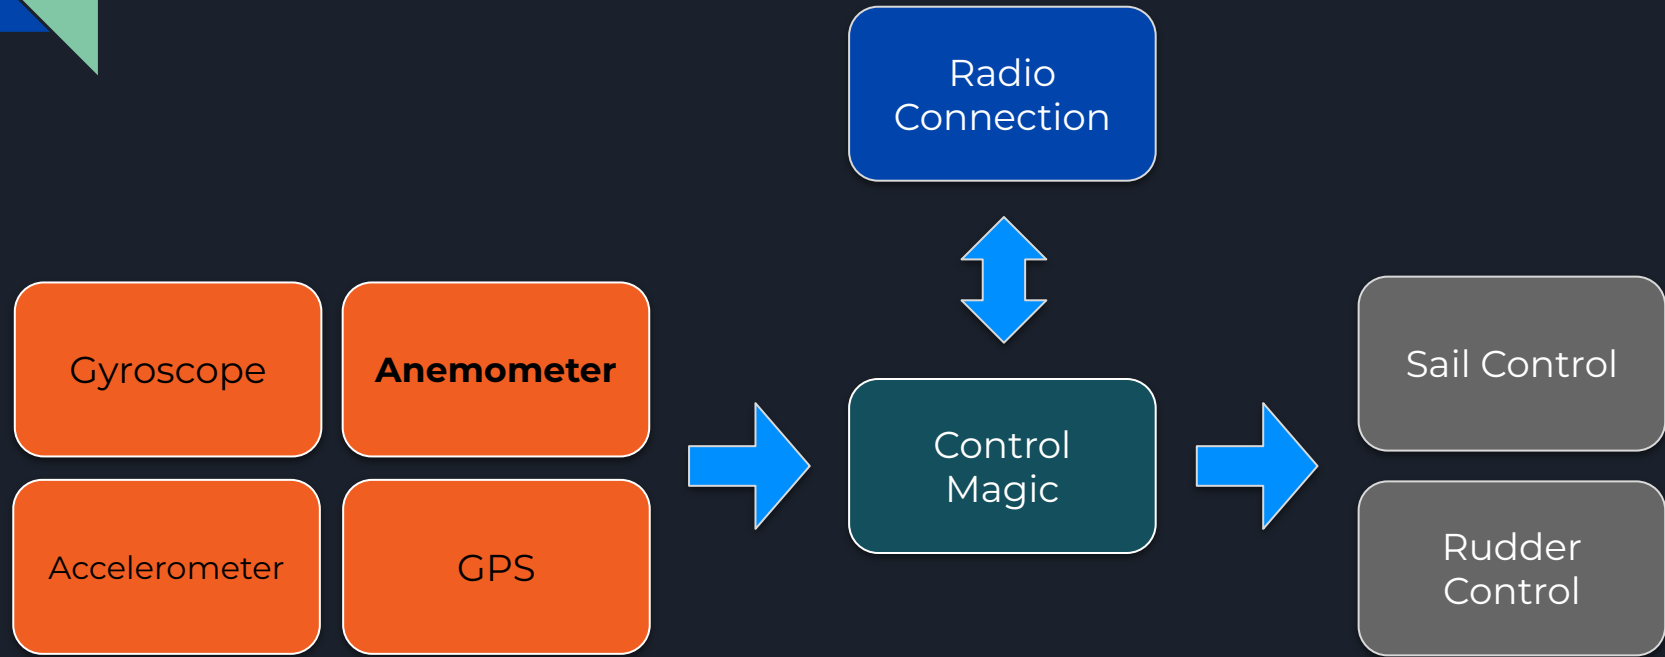 Radio
Connection
Gyroscope
Anemometer
Accelerometer
GPS
Control
Magic
Sail Control
Rudder
Control